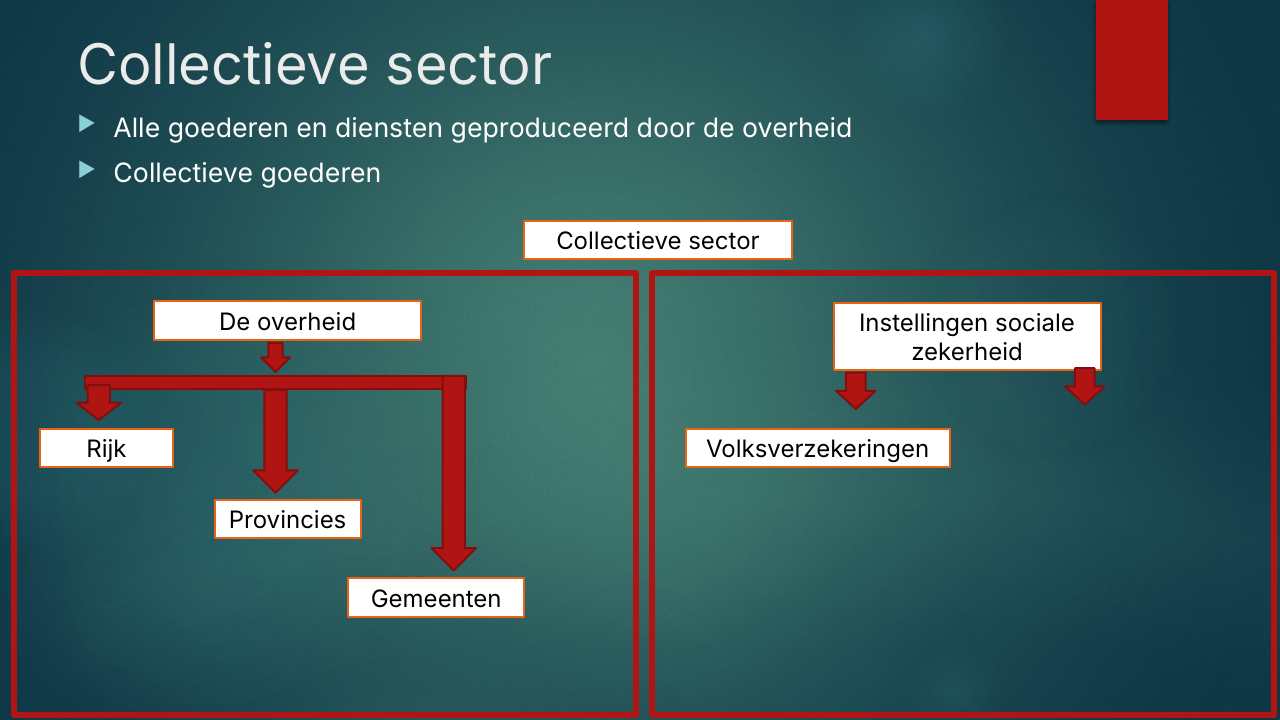 Collectieve sector
Alle goederen en diensten geproduceerd door de overheid
Collectieve goederen
Collectieve sector
De overheid
Rijk
Provincies
Gemeenten
Instellingen sociale
zekerheid
Volksverzekeringen